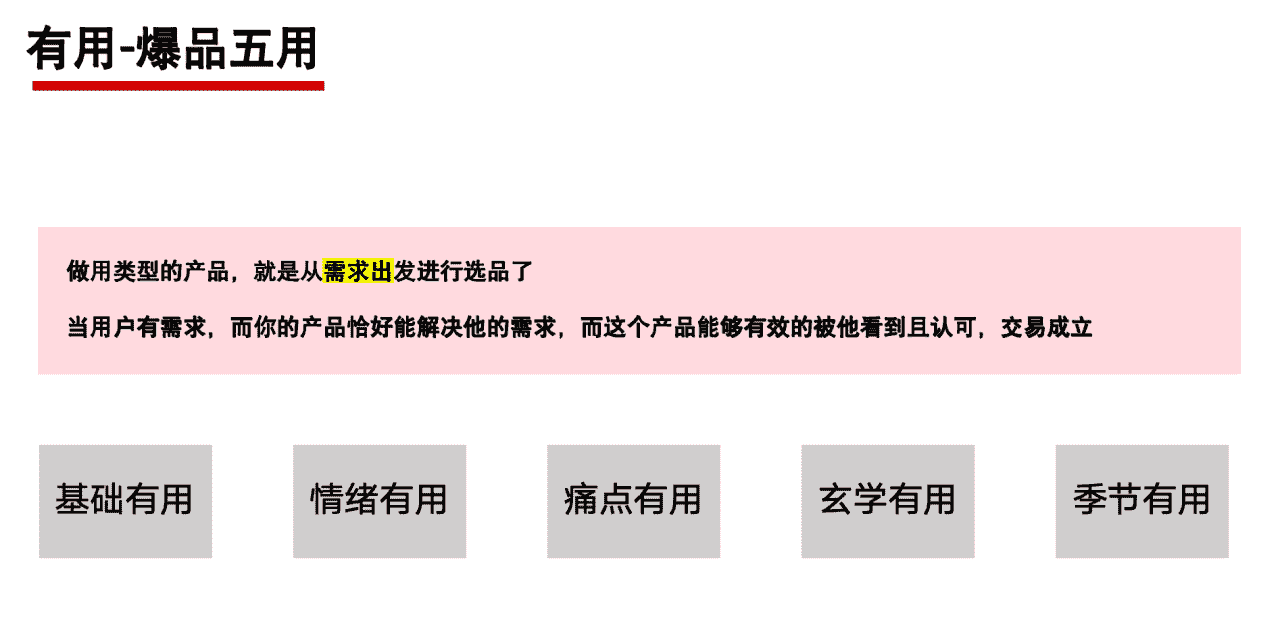 有用-爆品五用
做用类型的产品，就是从需求出发进行选品了
当用户有需求，而你的产品恰好能解决他的需求，而这个产品能够有效的被他看到且认可，交易成立
基础有用
情绪有用
痛点有用
玄学有用
季节有用